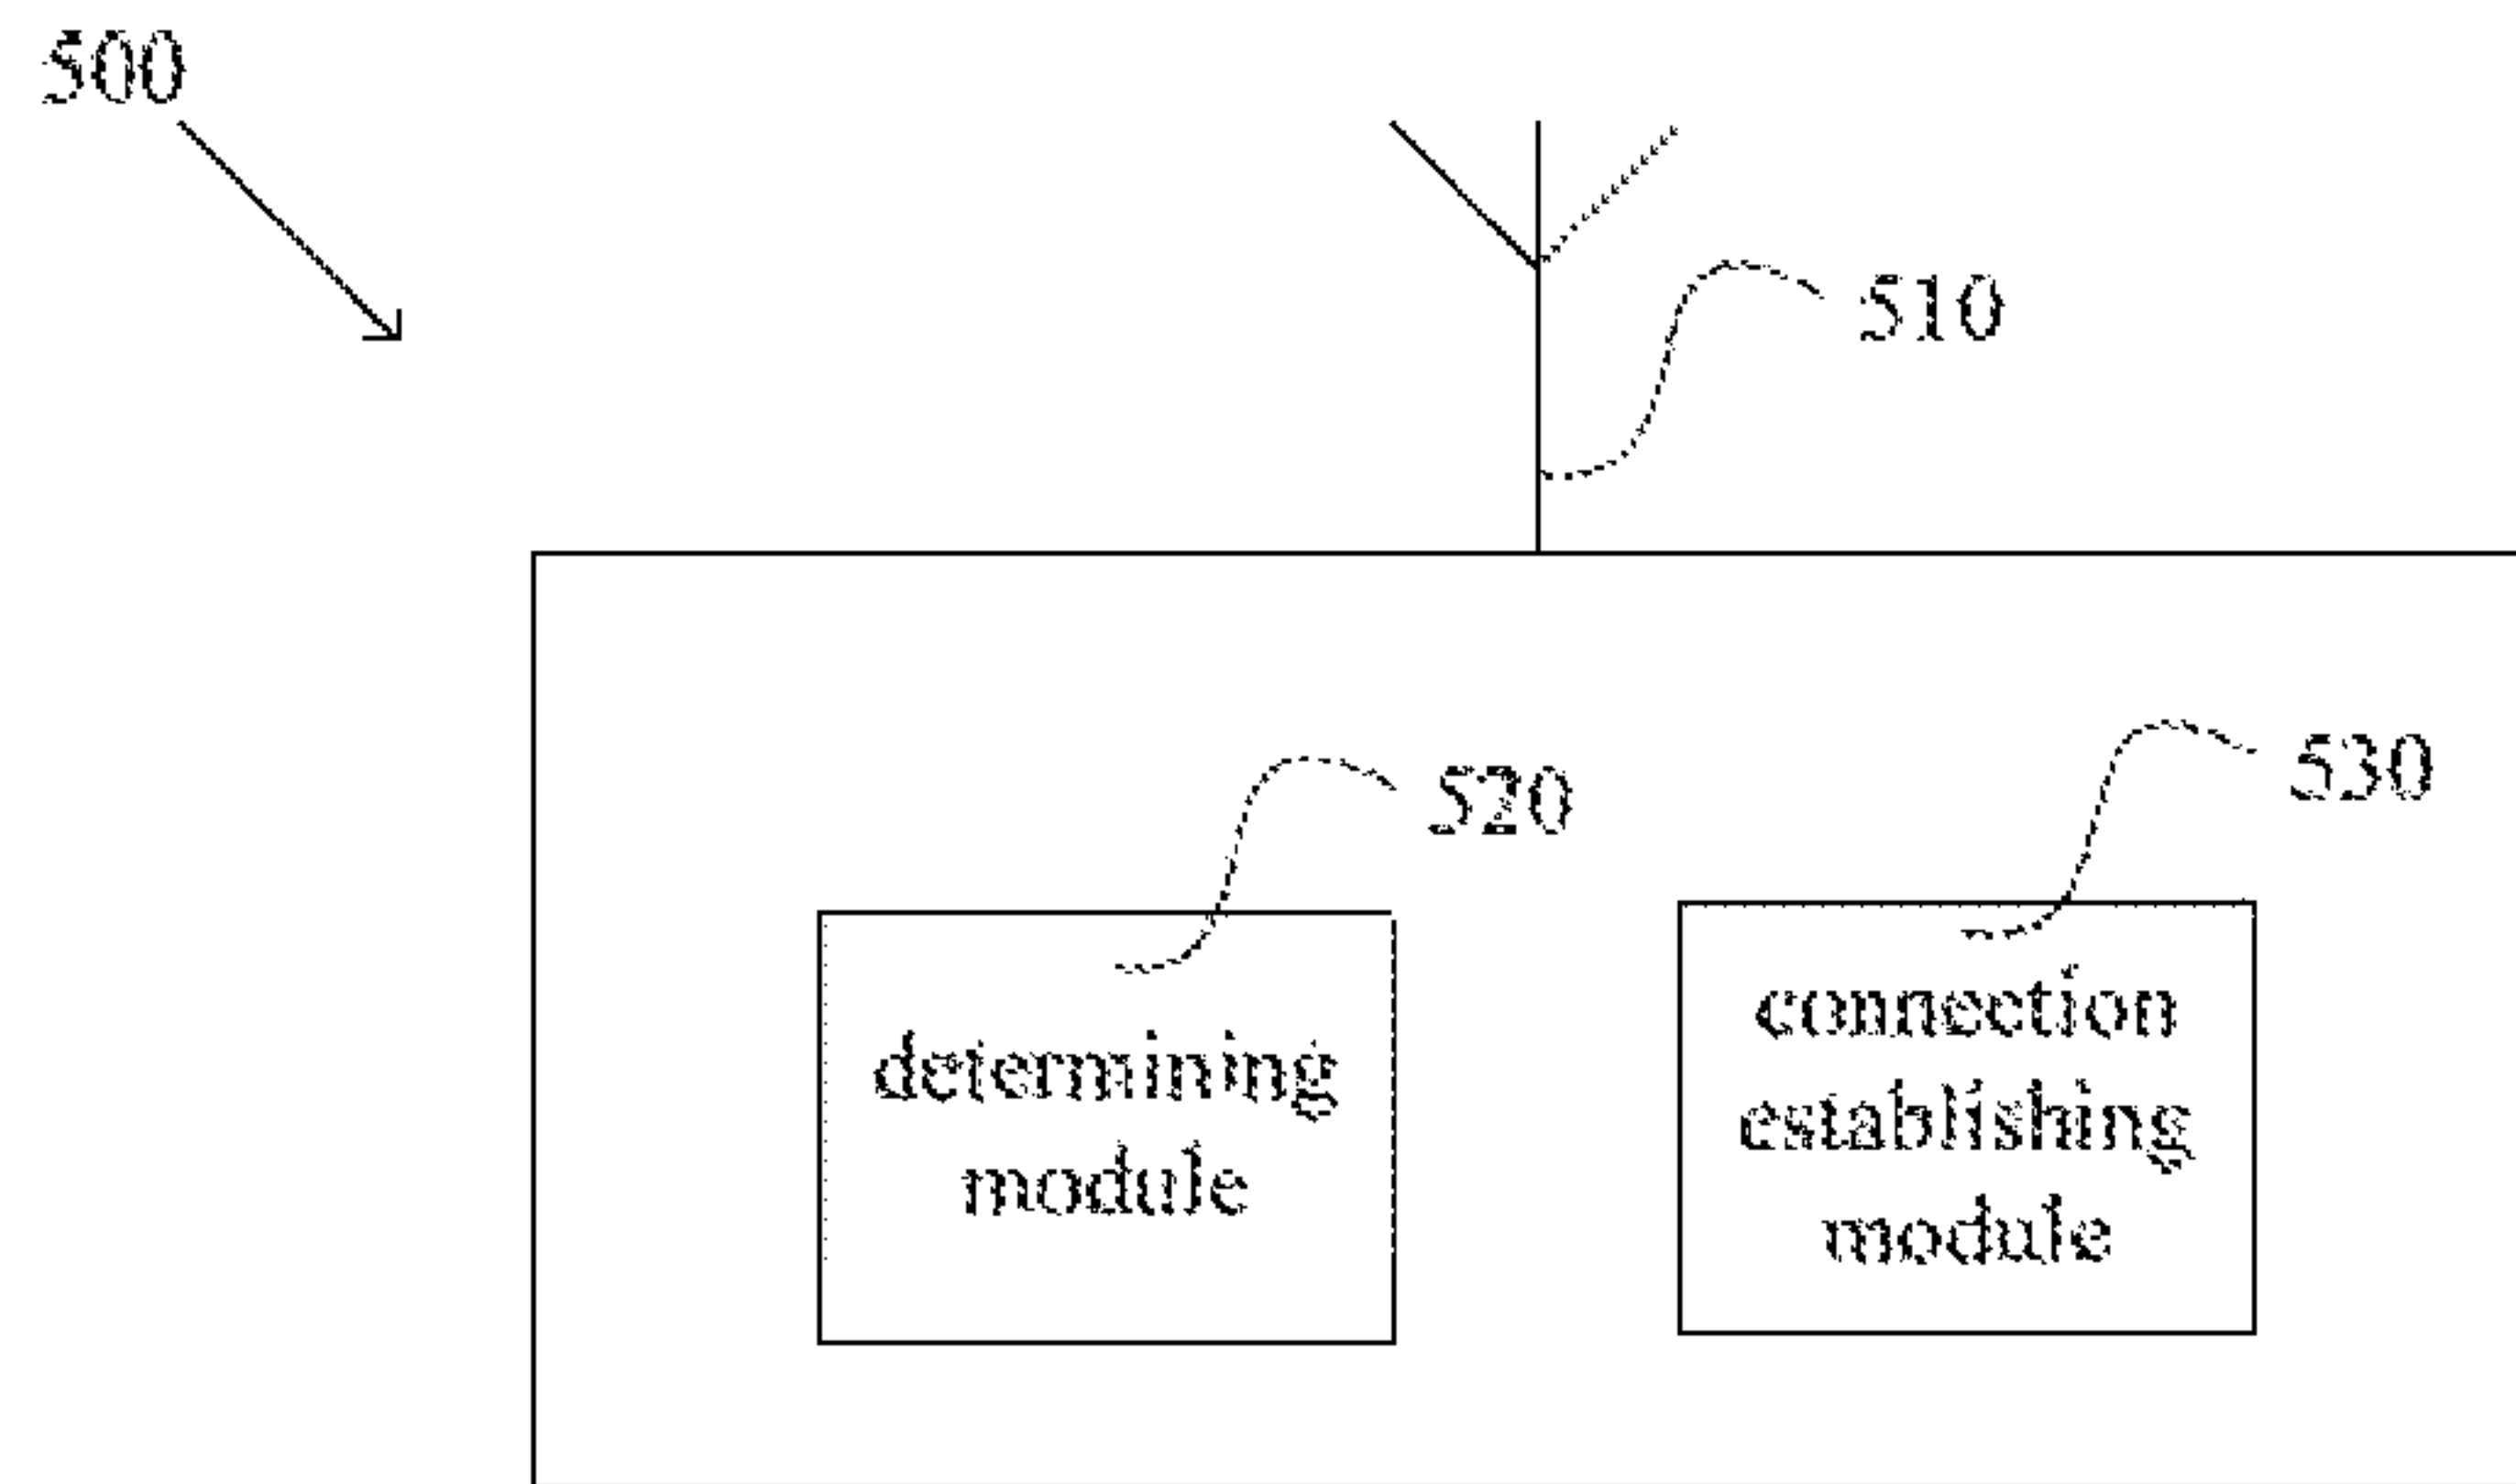 500
510
520
530
determining
module
connection
establishing
module